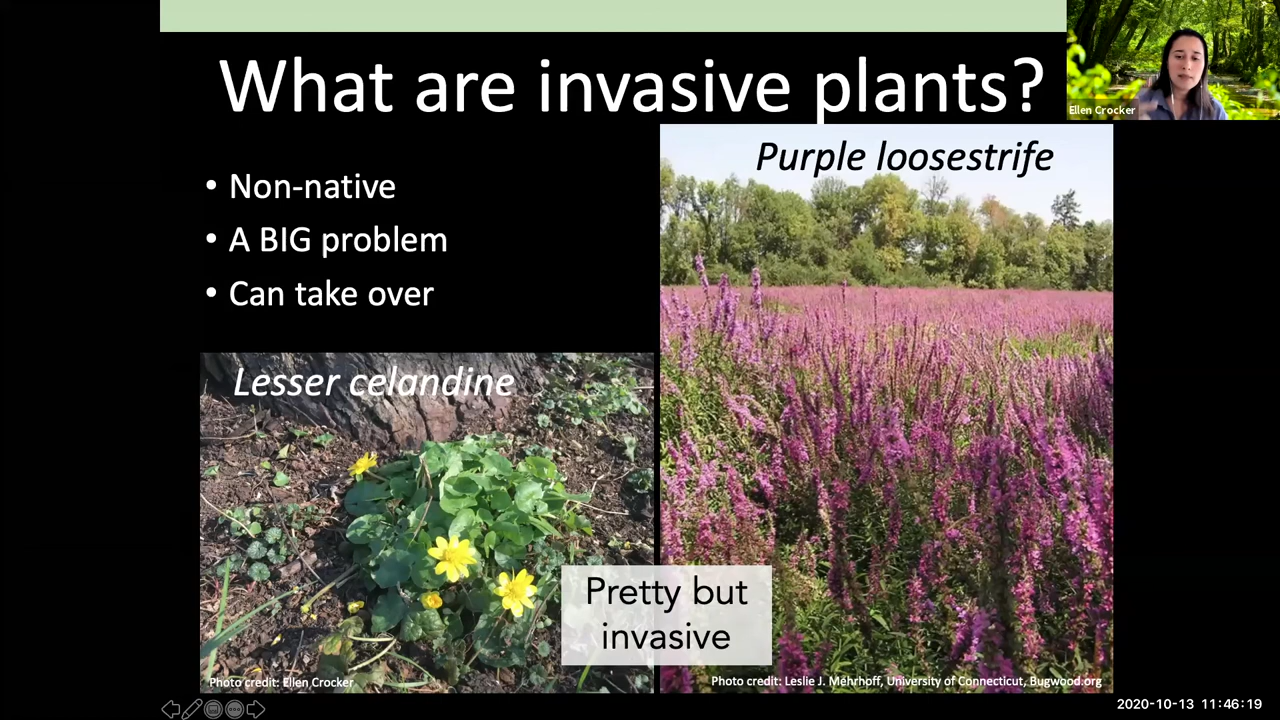 What are invasive plants?
Ellen Crocker
• Non-native
• A BIG problem
• Can take over
Purple loosestrife
Lesser celandine
Pretty but
invasive
Photo credit: Ellen Crocker
Photo credit: Leslie J. Mehrhoff, University of Connecticut, Bugwood.org
2020-10-13 11:46:19